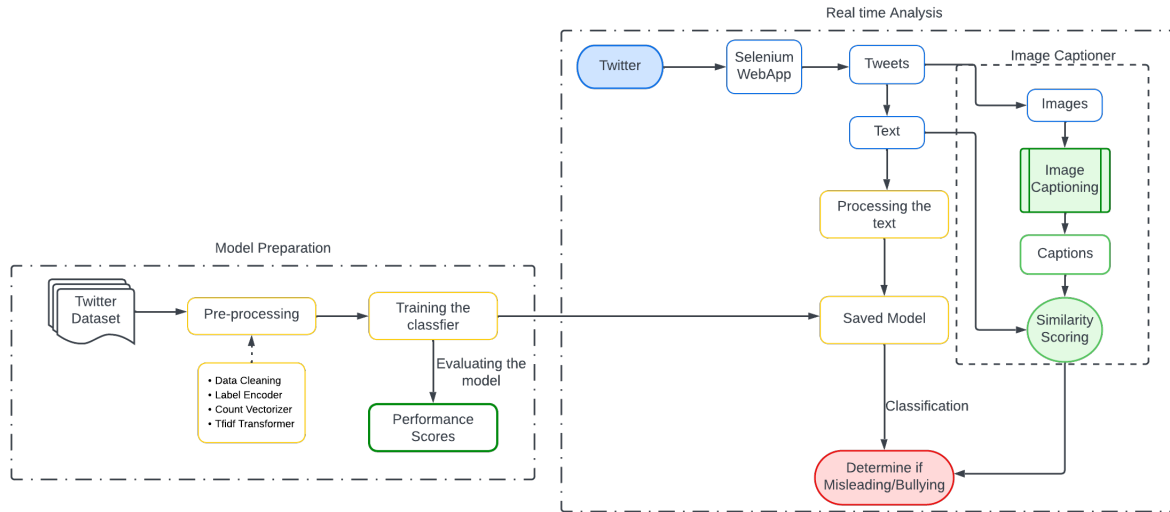 Real time Analysis
Twitter
Selenium
WebApp
Tweets
Image Captioner
Images
Text
Image
Captioning
Processing the
text
Captions
Model Preparation
Twitter
Dataset
Pre-processing
Training the
classfier
Saved Model
Similarity
Scoring
Evaluating the
model
• Data Cleaning
• Label Encoder
• Count Vectorizer
• Tfidf Transformer
Performance
Scores
Classification
Determine if
Misleading/Bullying